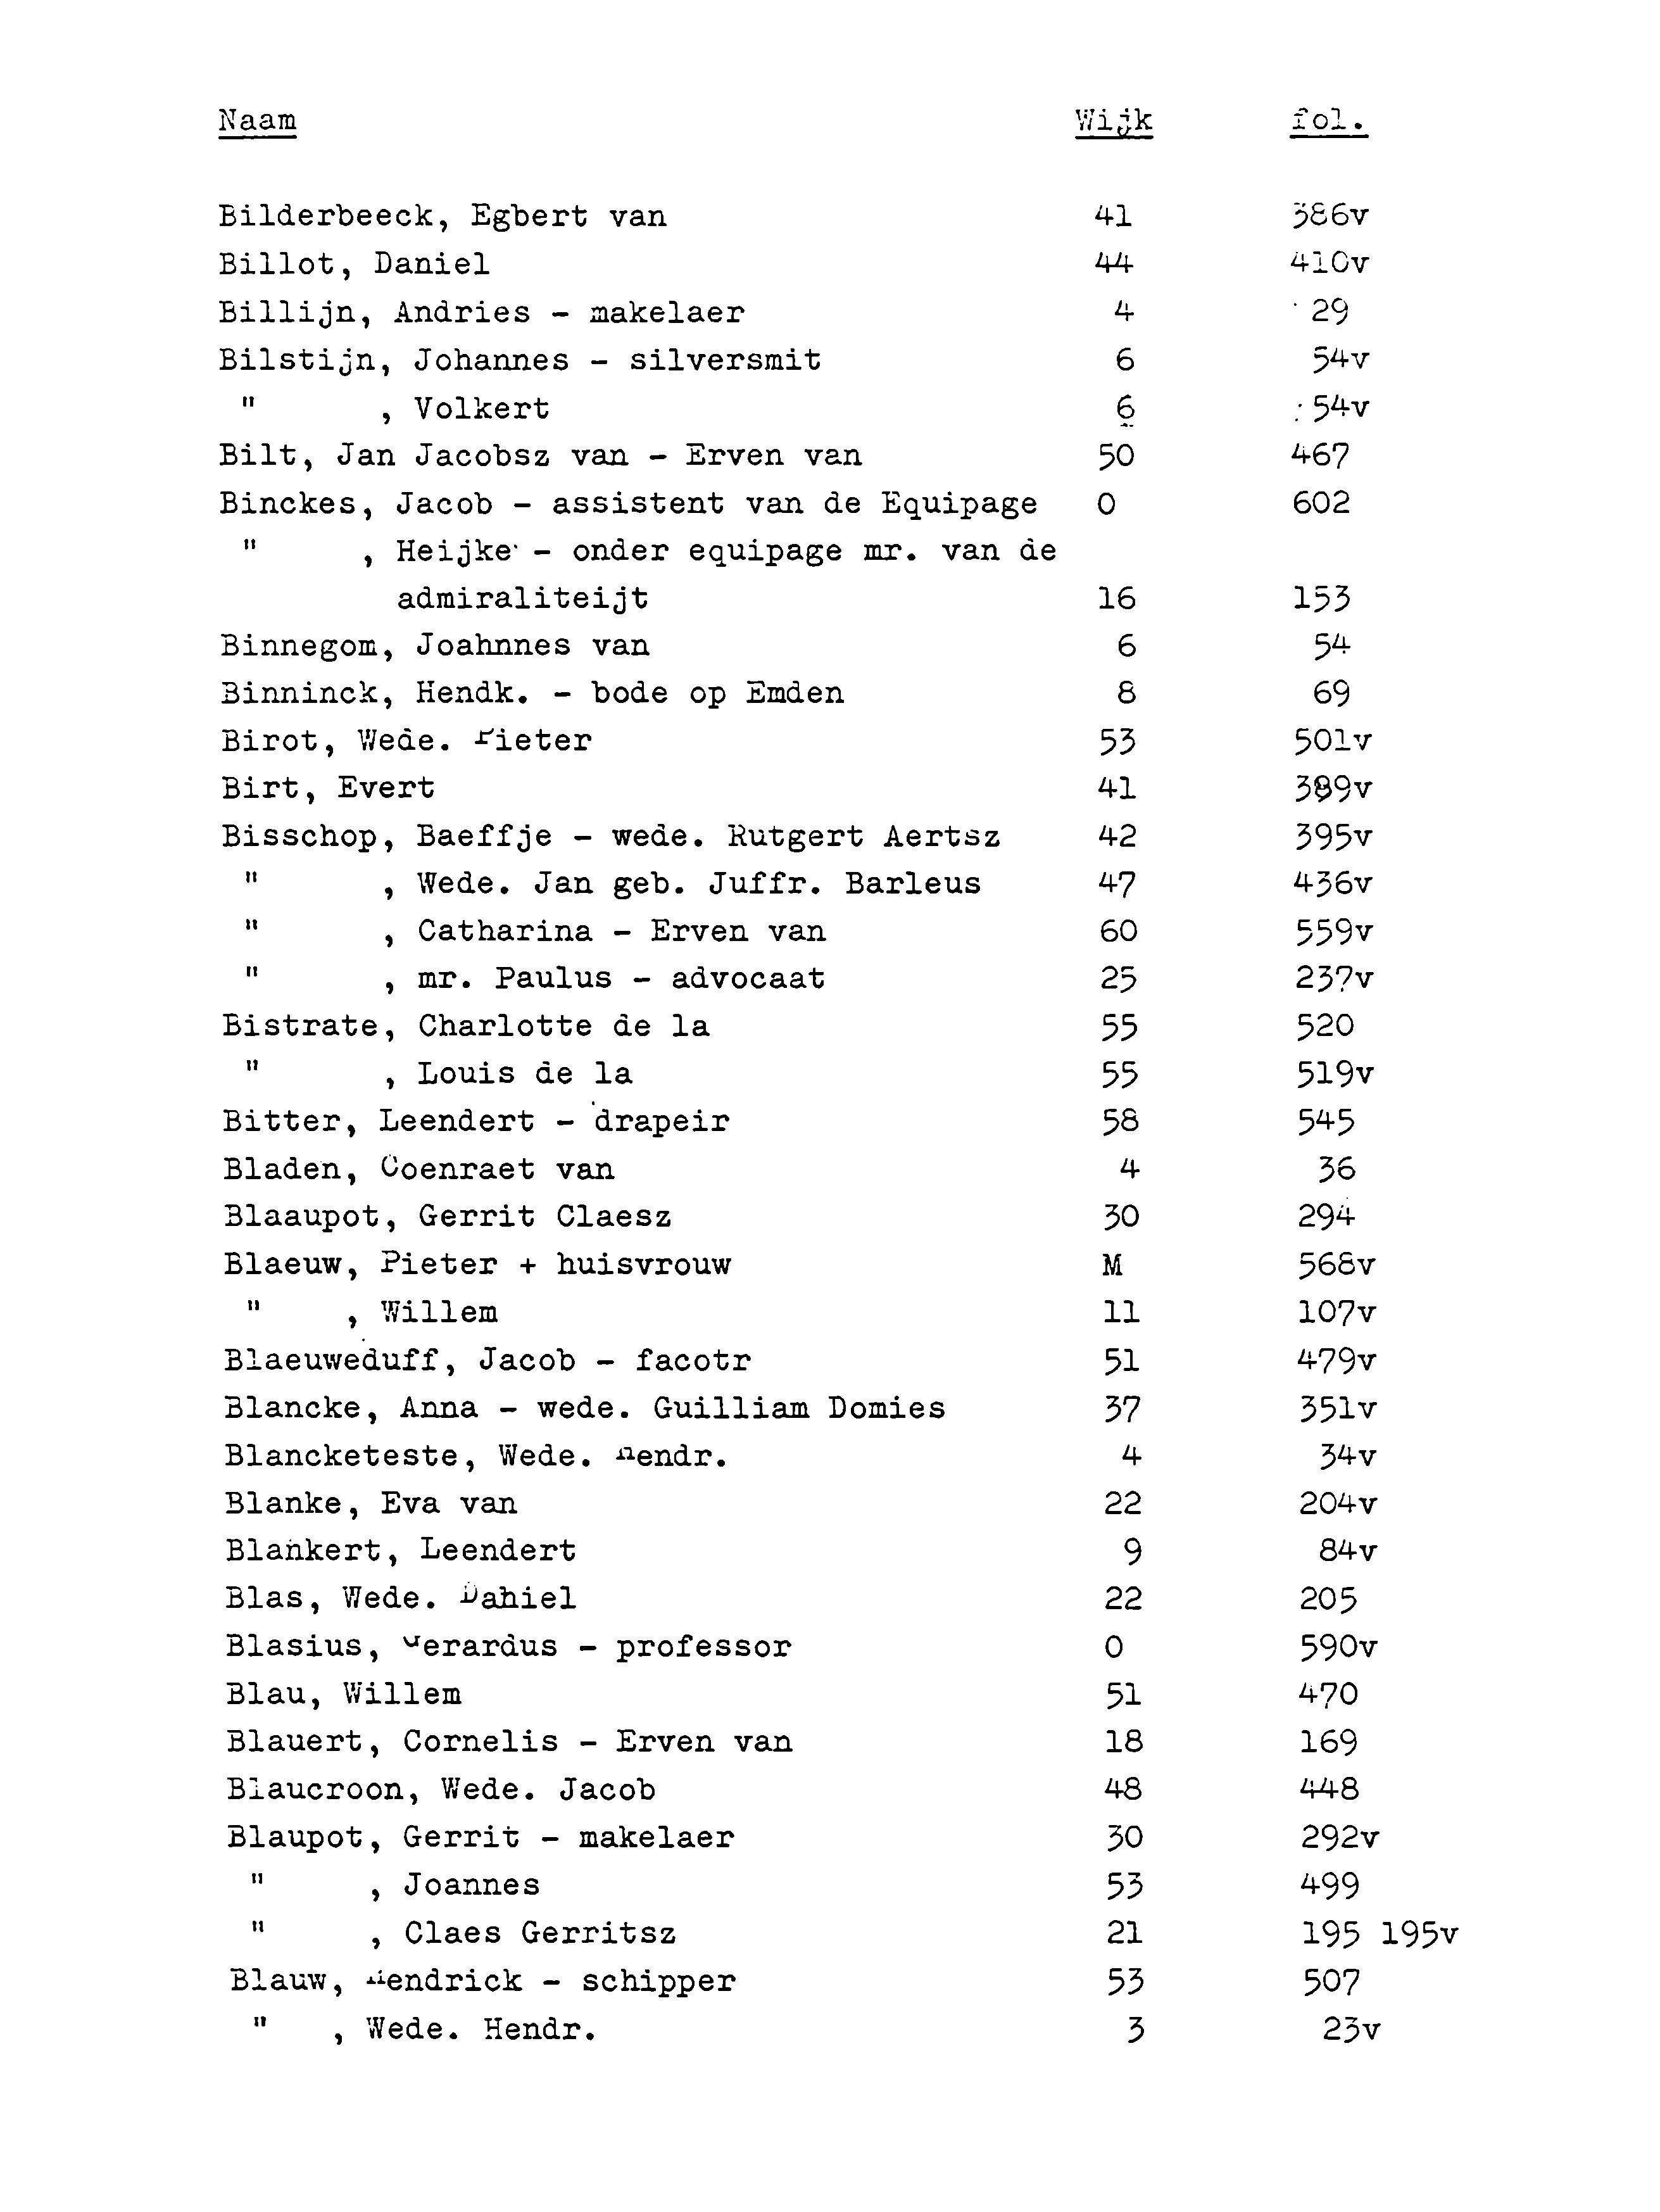 Naam Wijk fol.
Bilderbeeck, Egbert van 41 386v
Billot, Daniel 44 410v
Billijn, Andries - makelaer 4 29
Bilstijn, Johannes - silversmit 6 54v
" , Volkert 6 54v
Bilt, Jan Jacobsz van - Erven van 50 467
Binckes, Jacob - assistent van de Equipage 0 602
" , Heijke - onder equipage mr. van de
admiraliteijt 16 153
Binnegom, Joahnnes van 6 54
Binninck, Hendk. - bode op Emden 8 69
Birot, Wede. Pieter 53 501v
Birt, Evert 41 389v
Bisschop, Baeffje - wede. Rutgert Aertsz 42 395v
" , Wede. Jan geb. Juffr. Barleus 47 436v
" , Catharina - Erven van 60 559v
" , mr. Paulus - advocaat 25 237v
Bistrate, Charlotte de la 55 520
" , Louis de la 55 519v
Bitter, Leendert - drapeir 58 545
Bladen, Coenraet van 4 36
Blaaupot, Gerrit Claesz 30 294
Blaeuw, Pieter + huisvrouw M 568v
" , Willem 11 107v
Blaeuweduff, Jacob - facotr 51 479v
Blancke, Anna - wede. Guilliam Domies 37 351v
Blancketeste, Wede. Hendr. 4 34v
Blanke, Eva van 22 204v
Blankert, Leendert 9 84v
Blas, Wede. Daniel 22 205
Blasius, Gerardus - professor 0 590v
Blau, Willem 51 470
Blauert, Cornelis - Erven van 18 169
Blaucroon, Wede. Jacob 48 448
Blaupot, Gerrit - makelaer 30 292v
" , Joannes 53 499
" , Claes Gerritsz 21 195 195v
Blauw, Hendrick - schipper 53 507
" , Wede. Hendr. 3 23v